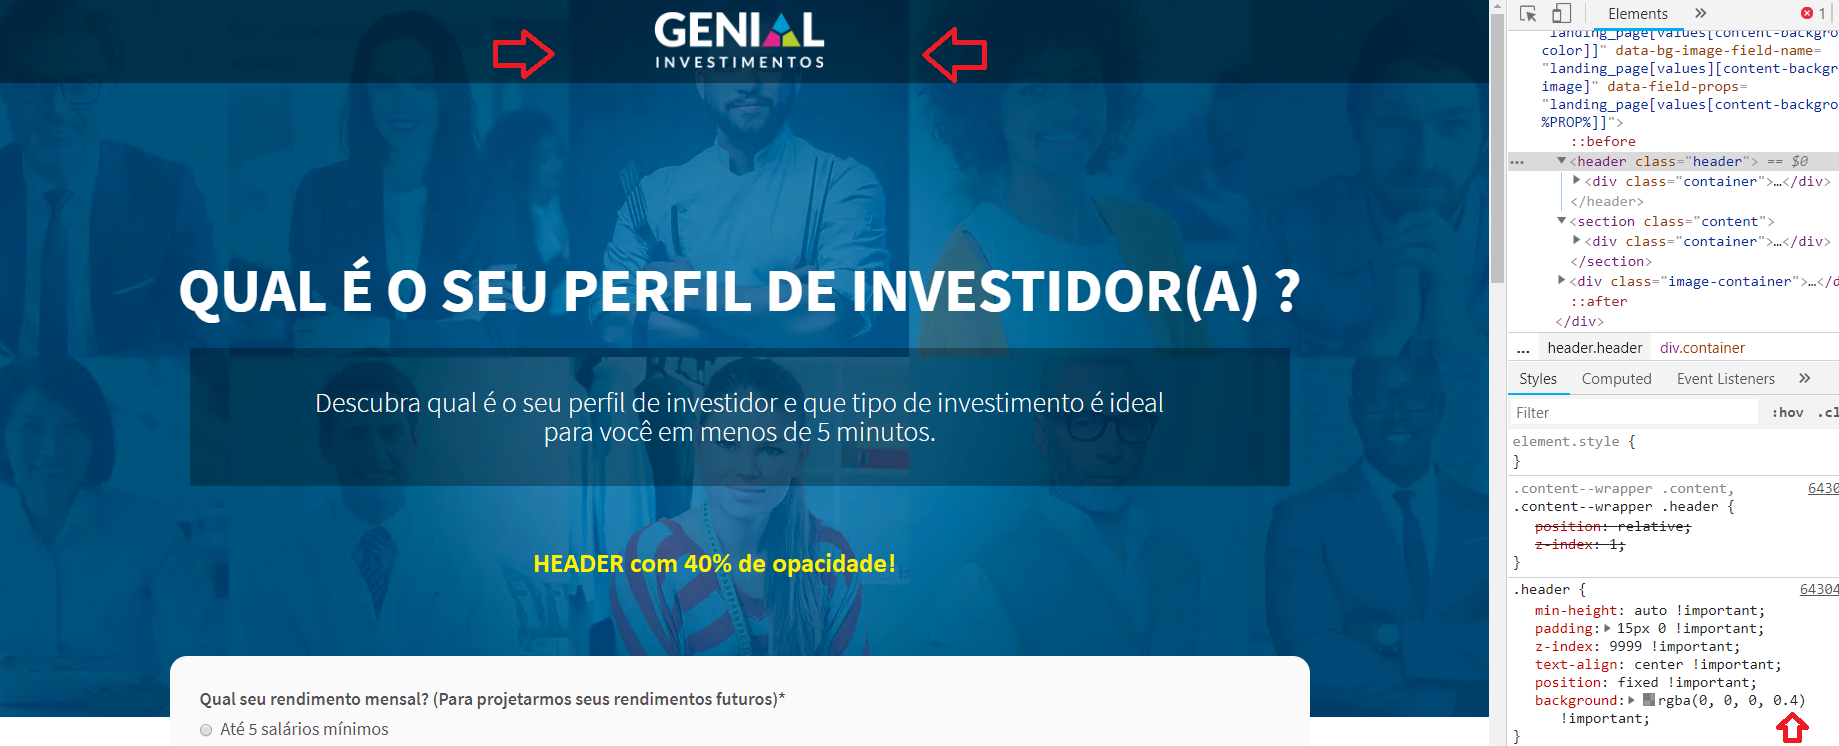 GENIAL
INVESTIMENTOS
QUAL É O SEU PERFIL DE INVESTIDOR(A) ?
Descubra qual é o seu perfil de investidor e que tipo de investimento é ideal
para você em menos de 5 minutos.
HEADER com 40% de opacidade!
Qual seu rendimento mensal? (Para projetarmos seus rendimentos futuros)*
Até 5 salários mínimos
Elements » 1
"landing_page[values[content-backgro
color]]" data-bg-image-field-name=
"landing_page[values][content-backgr
image]" data-field-props=
"landing_page[values[content-backgro
%PROP%]]">
::before
... <header class="header"> == $0
<div class="container">…</div>
</header>
<section class="content">
<div class="container">…</div>
</section>
<div class="image-container">…</d
::after
</div>
... header.header div.container
Styles Computed Event Listeners »
Filter :hov .cl
element.style {
}
.content--wrapper .content, 6430
.content--wrapper .header {
position: relative;
z-index: 1;
}
.header { 64304
min-height: auto !important;
padding: 15px 0 !important;
z-index: 9999 !important;
text-align: center !important;
position: fixed !important;
background: rgba(0, 0, 0, 0.4)
!important;
}